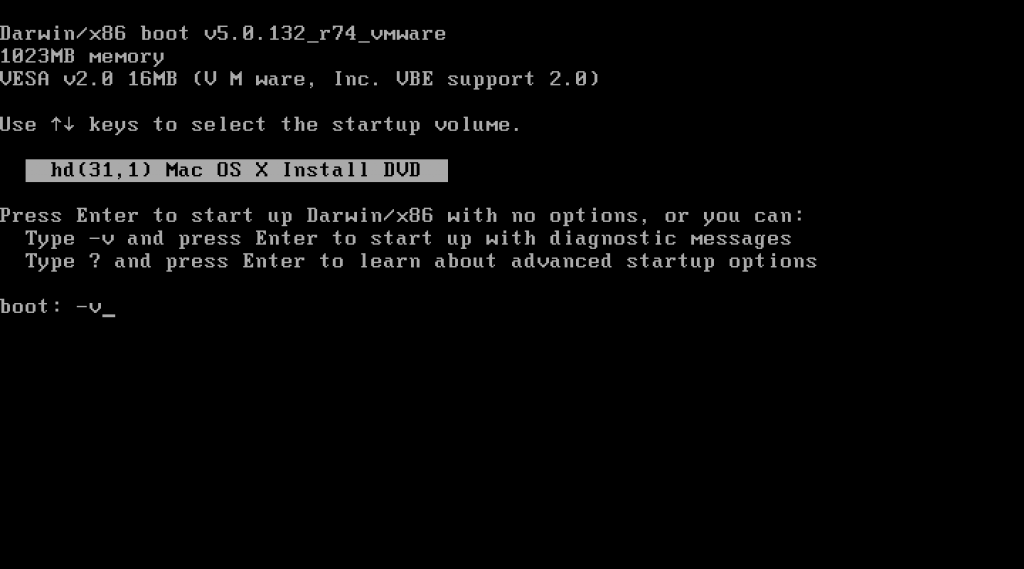 Darwin/x86 boot v5.0.132_r74_vmware
1023MB memory
VESA v2.0 16MB (V M ware, Inc. VBE support 2.0)
Use ↑↓ keys to select the startup volume.
hd(31,1) Mac OS X Install DVD
Press Enter to start up Darwin/x86 with no options, or you can:
Type -v and press Enter to start up with diagnostic messages
Type ? and press Enter to learn about advanced startup options
boot: -v_